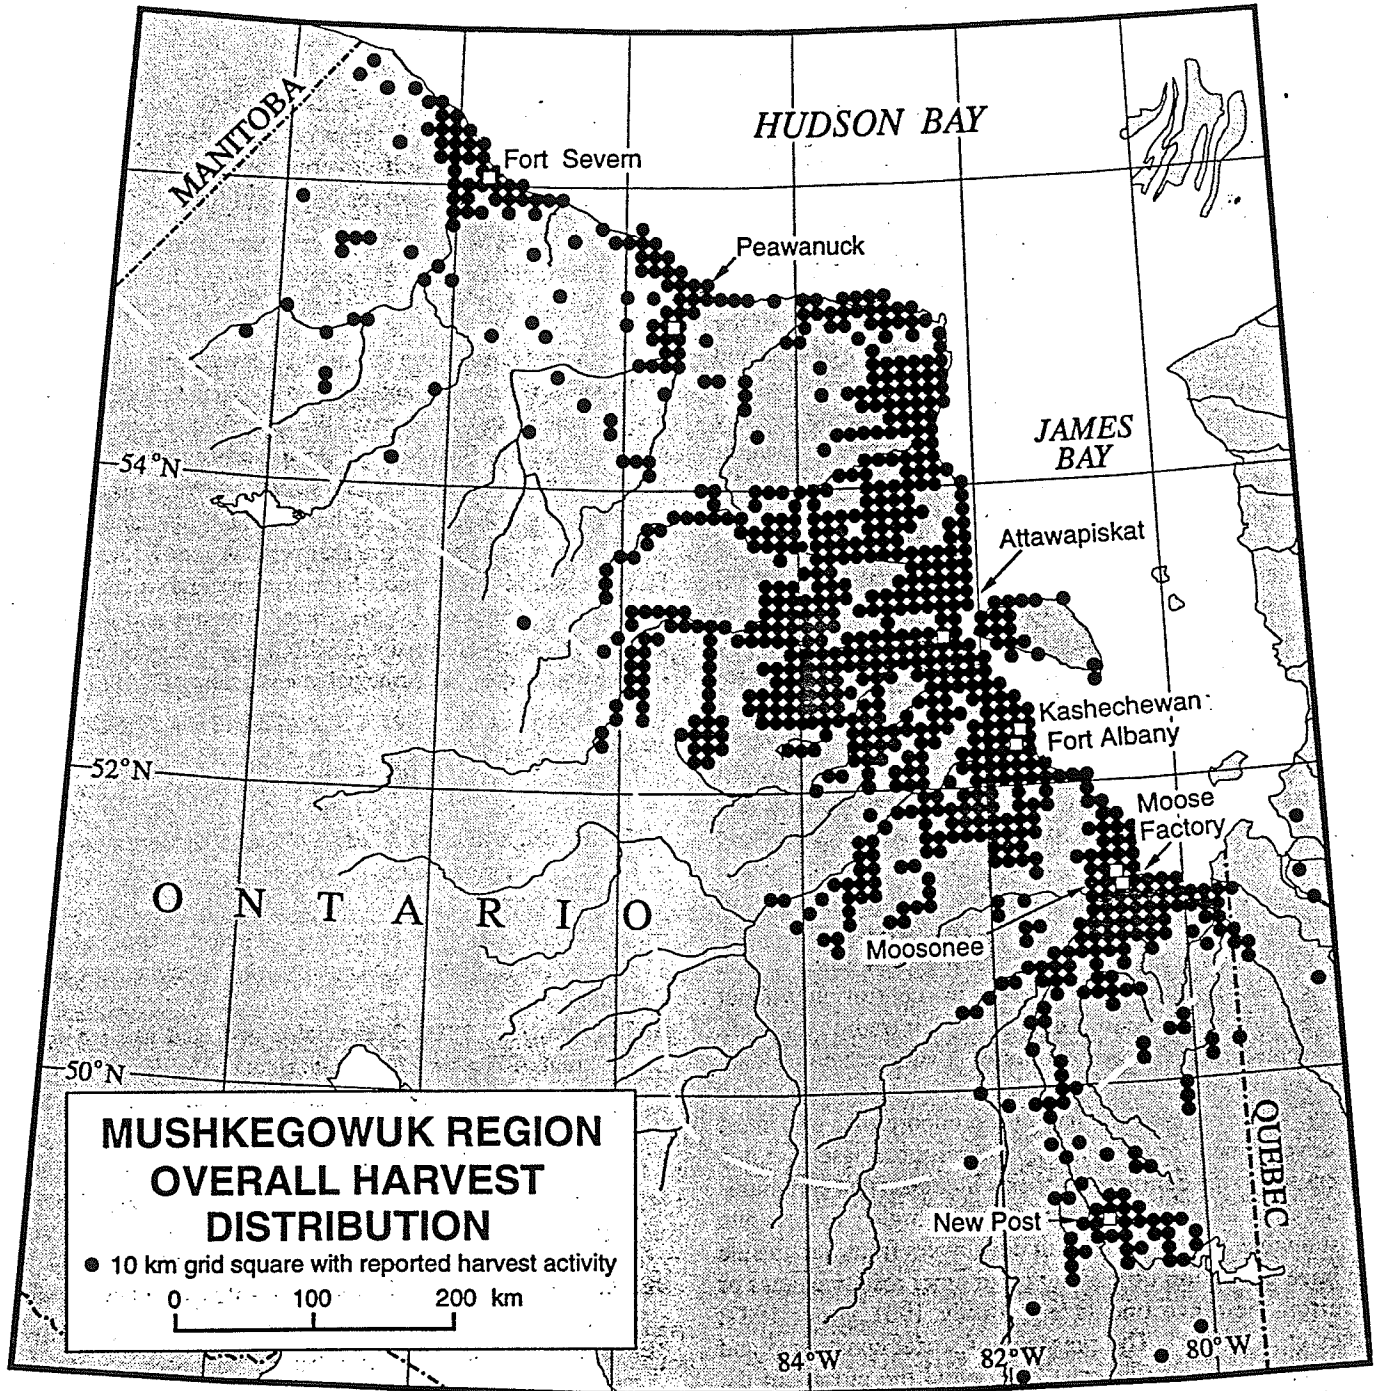 HUDSON BAY
MANITOBA
Fort Severn
Peawanuck
JAMES
BAY
54°N
Attawapiskat
Kashechewan
Fort Albany
52°N
Moose
Factory
ONTARIO
Moosonee
50°N
MUSHKEGOWUK REGION
OVERALL HARVEST
DISTRIBUTION
10 km grid square with reported harvest activity
0 100 200 km
QUEBEC
New Post
84°W 82°W 80°W